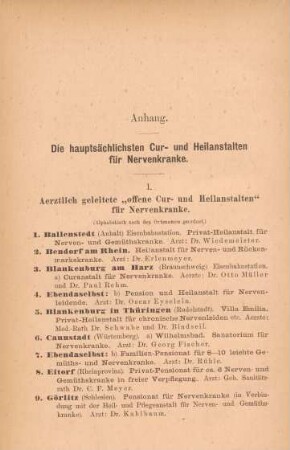 Anhang.
Die hauptsächlichsten Cur- und Heilanstalten
für Nervenkranke.
I.
Aerztlich geleitete „offene Cur- und Heilanstalten”
für Nervenkranke.
(Alphabetisch nach den Ortsnamen geordnet)
1. Ballenstedt (Anhalt) Eisenbahnstation. Privat-Heilanstalt für
Nerven- und Gemüthskranke. Arzt: Dr. Wiedemeister.
2. Bendorf am Rhein. Heilanstalt für Nerven- und Rücken-
markskranke. Arzt: Dr. Erlenmeyer.
3. Blankenburg am Harz (Braunschweig) Eisenbahnstation.
a) Curanstalt für Nervenkranke. Aerzte: Dr. Otto Müller
und Dr. Paul Rehm.
4. Ebendaselbst: b) Pension und Heilanstalt für Nerven-
leidende. Arzt: Dr. Oscar Eyselein.
5. Blankenburg in Thüringen (Rudolstadt). Villa Emilia,
Privat-Heilanstalt für chronische Nervenleiden etc. Aerzte:
Med.-Rath Dr. Schwabe und Dr. Bindseil.
6. Cannstadt (Württemberg). a) Wilhelmsbad. Sanatorium für
Nervenkranke. Arzt: Dr. Georg Fischer.
7. Ebendaselbst: b) Familien-Pensionat für 8—10 leichte Ge-
müths- und Nervenkranke. Arzt: Dr. Rühle.
8. Eitorf (Rheinprovinz). Privat-Pensionat für ca. 6 Nerven- und
Gemüthskranke in freier Verpflegung. Arzt: Geh. Sanitäts-
rath Dr. C. F. Meyer.
9. Görlitz (Schlesien). Pensionat für Nervenkranke (in Verbin-
dung mit der Heil- und Pflegeanstalt für Nerven- und Gemüths-
kranke). Arzt: Dr. Kahlbaum.